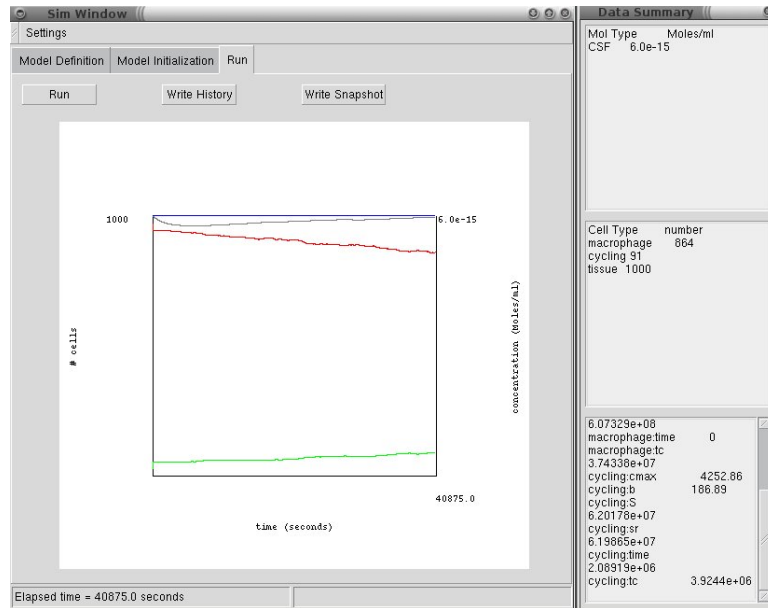 Sim Window
Settings
Model Definition Model Initialization Run
Run Write History Write Snapshot
1000
6.0e-15
# cells
concentration (Moles/ml)
40875.0
time (seconds)
Elapsed time = 40875.0 seconds
Data Summary
Mol Type Moles/ml
CSF 6.0e-15
Cell Type number
macrophage 864
cycling 91
tissue 1000
6.07329e+08
macrophage:time 0
macrophage:tc
3.74338e+07
cycling:cmax 4252.86
cycling:b 186.89
cycling:S
6.20178e+07
cycling:sr
6.19865e+07
cycling:time
2.08919e+06
cycling:tc 3.9244e+06